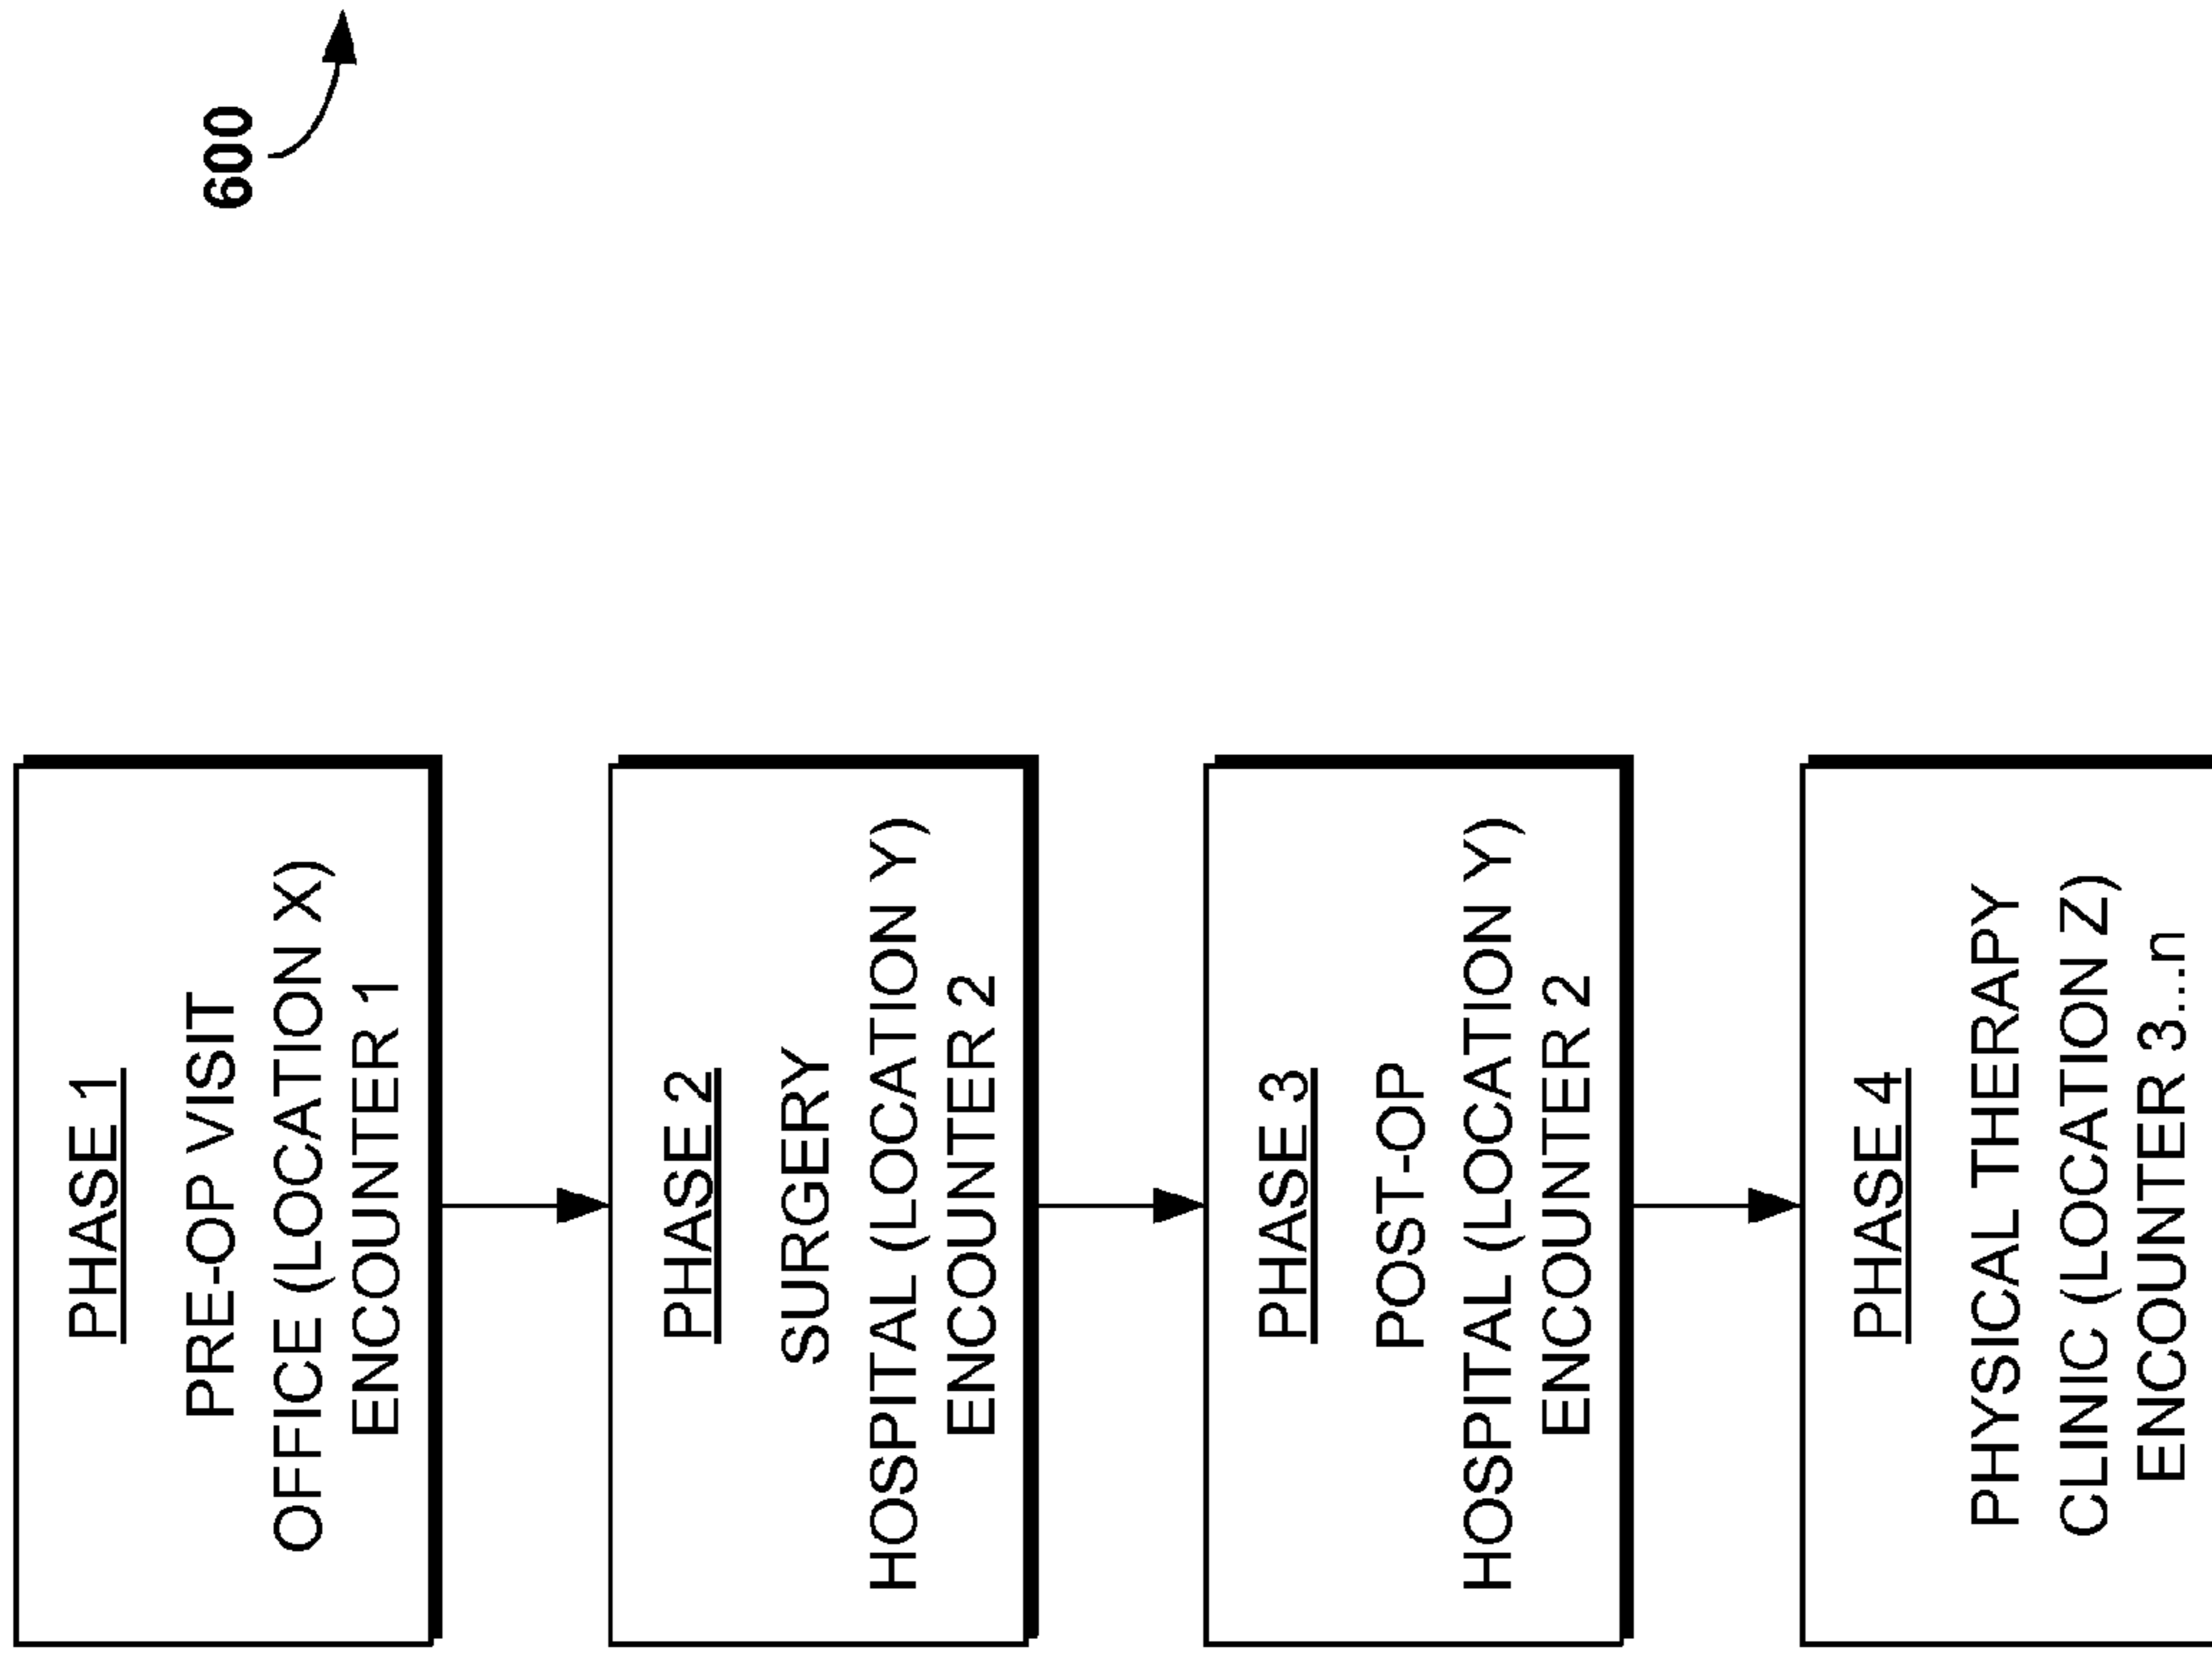 600
PHASE 1
PRE-OP VISIT
OFFICE (LOCATION X)
ENCOUNTER 1
PHASE 2
SURGERY
HOSPITAL (LOCATION Y)
ENCOUNTER 2
PHASE 3
POST-OP
HOSPITAL (LOCATION Y)
ENCOUNTER 2
PHASE 4
PHYSICAL THERAPY
CLINIC (LOCATION Z)
ENCOUNTER 3...n